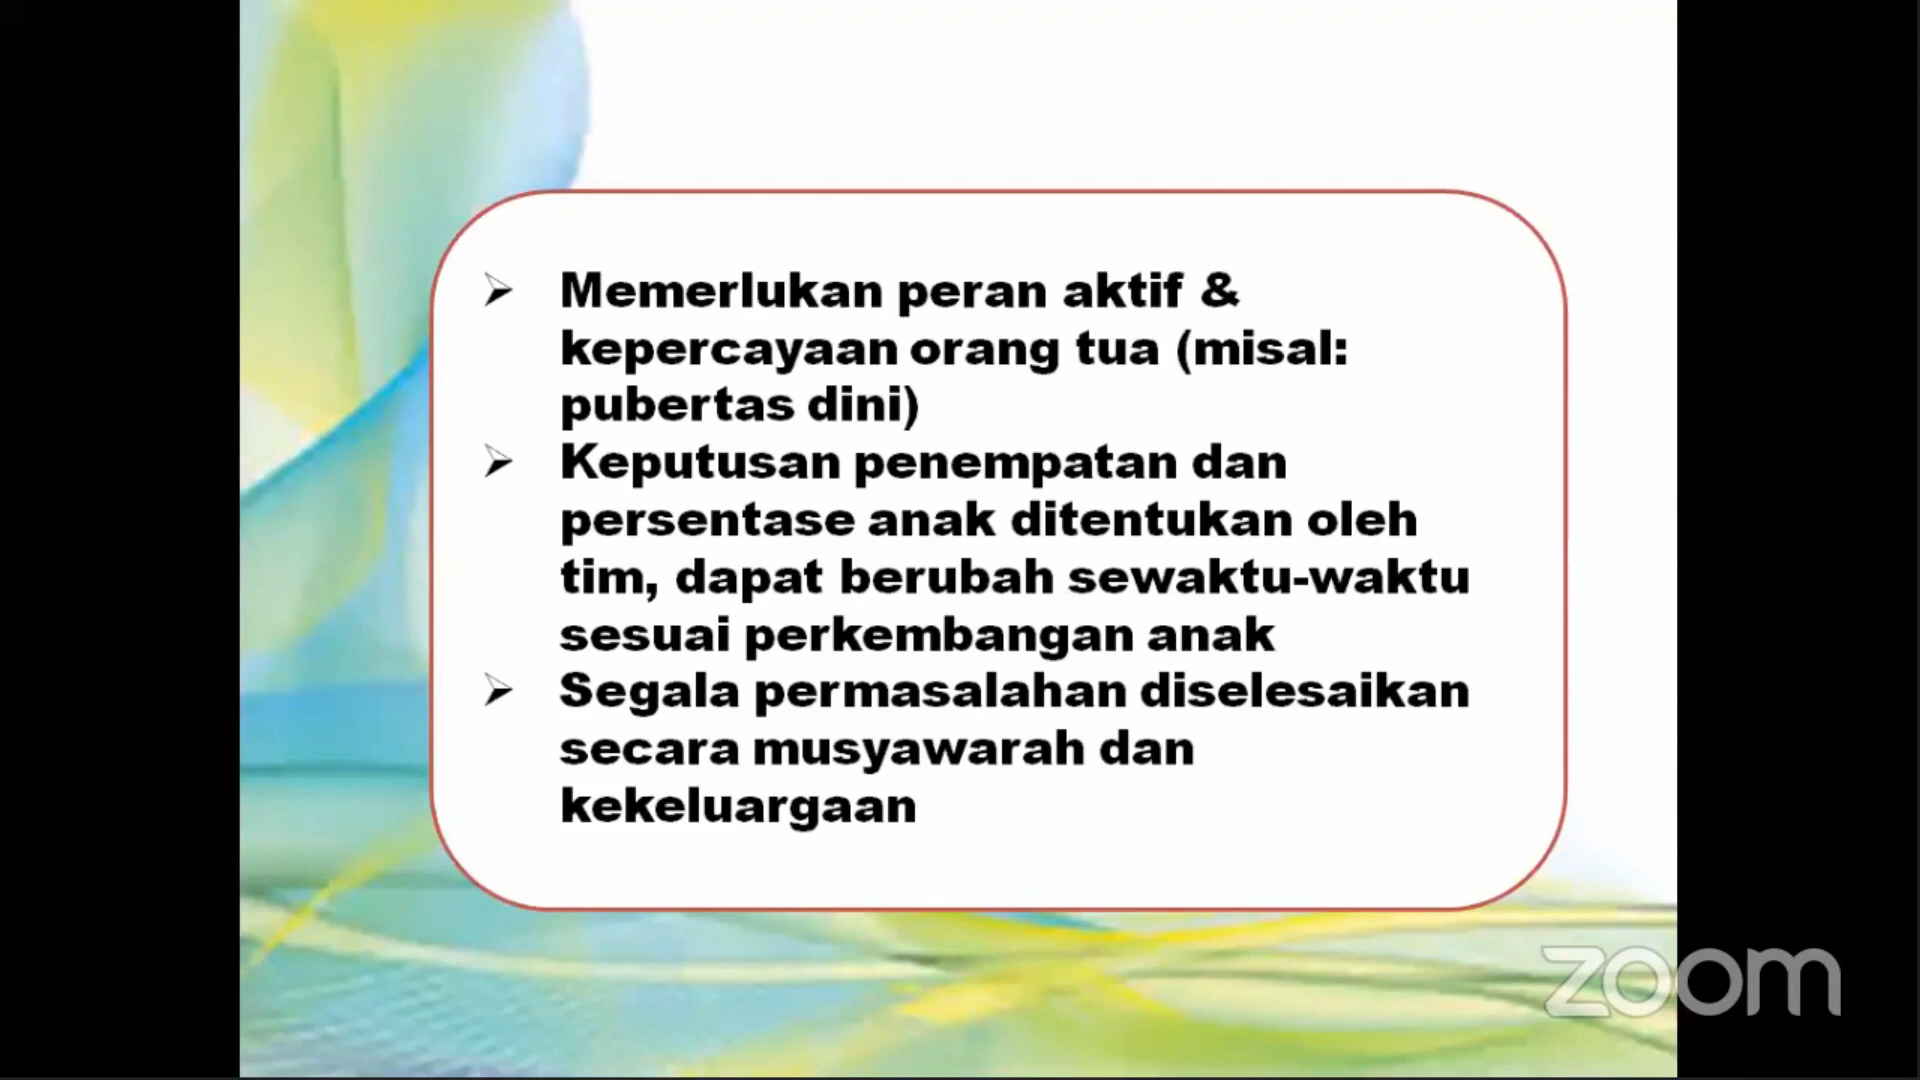 Memerlukan peran aktif &
kepercayaan orang tua (misal:
pubertas dini)
Keputusan penempatan dan
persentase anak ditentukan oleh
tim, dapat berubah sewaktu-waktu
sesuai perkembangan anak
Segala permasalahan diselesaikan
secara musyawarah dan
kekeluargaan
zoom